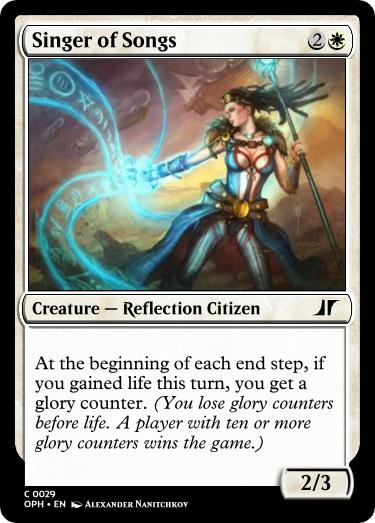 Singer of Songs 2
Creature — Reflection Citizen
At the beginning of each end step, if
you gained life this turn, you get a
glory counter. (You lose glory counters
before life. A player with ten or more
glory counters wins the game.)
2/3
C 0029
OPH • EN Alexander Nanitchkov